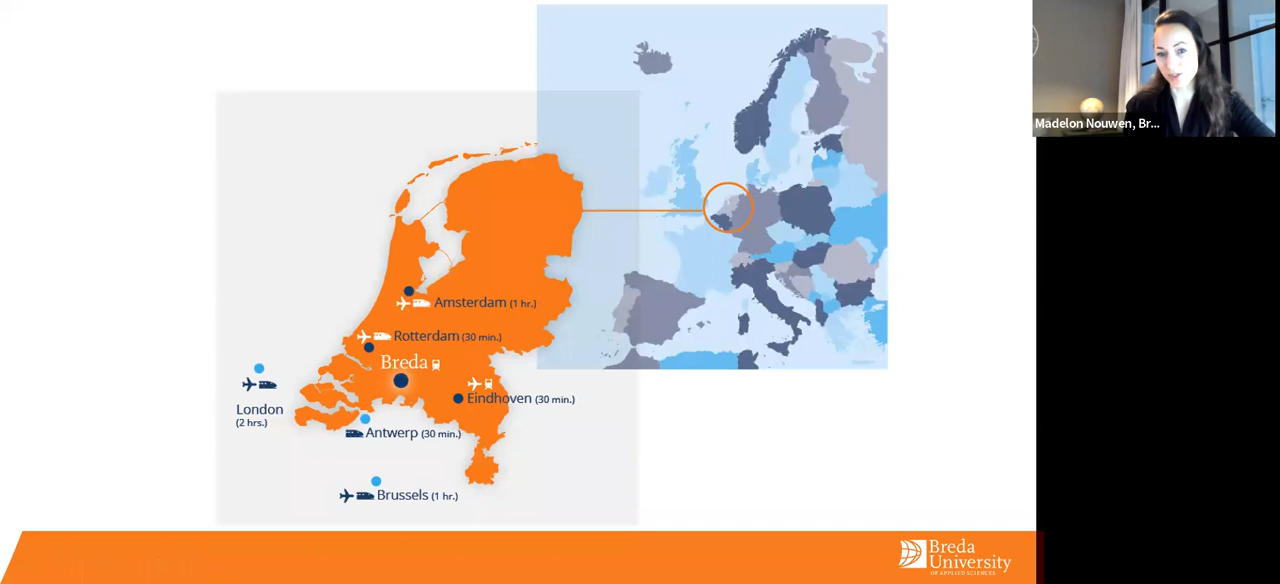 Madelon Nouwen, Br...
Amsterdam (1 hr.)
Rotterdam (30 min.)
Breda
Eindhoven (30 min.)
London
(2 hrs.)
Antwerp (30 min.)
Brussels (1 hr.)
Breda
University
OF APPLIED SCIENCES